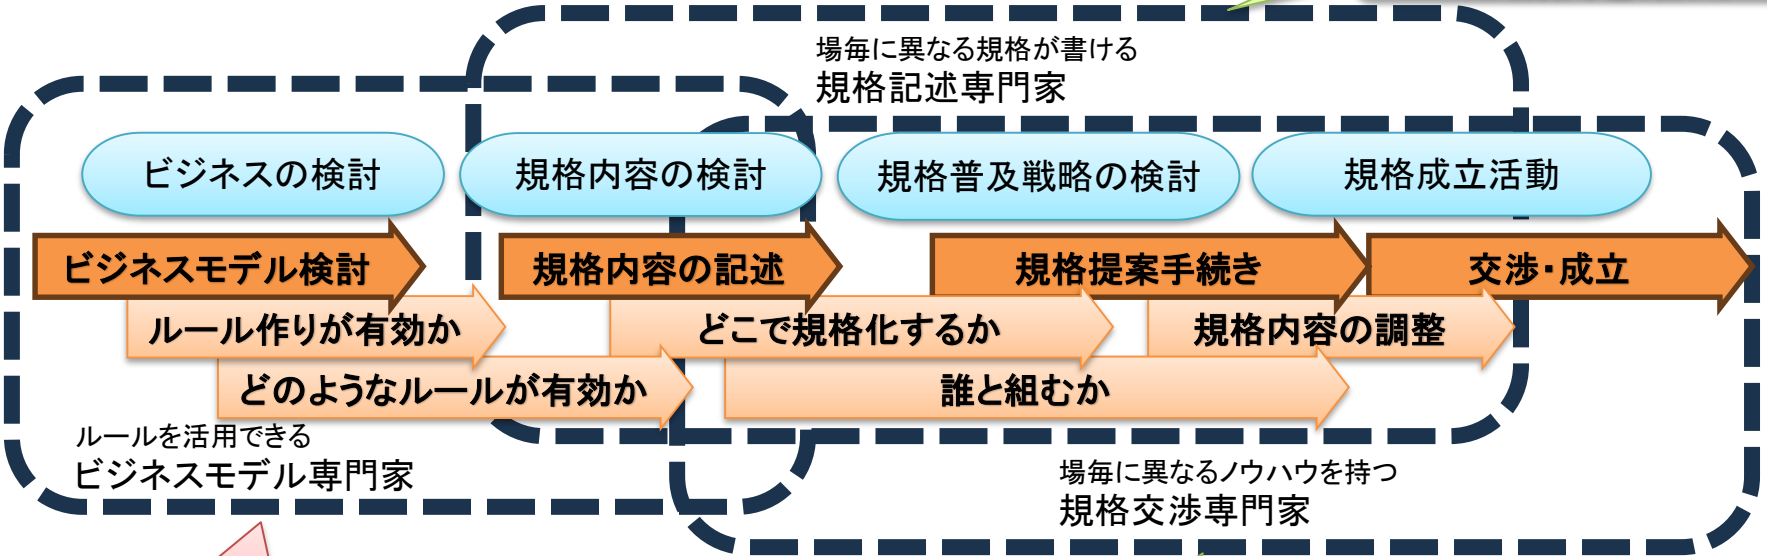 場毎に異なる規格が書ける
規格記述専門家
ビジネスの検討
規格内容の検討
規格普及戦略の検討
規格成立活動
ビジネスモデル検討
規格内容の記述
規格提案手続き
交渉・成立
ルール作りが有効か
どこで規格化するか
規格内容の調整
どのようなルールが有効か
誰と組むか
ルールを活用できる
ビジネスモデル専門家
場毎に異なるノウハウを持つ
規格交渉専門家